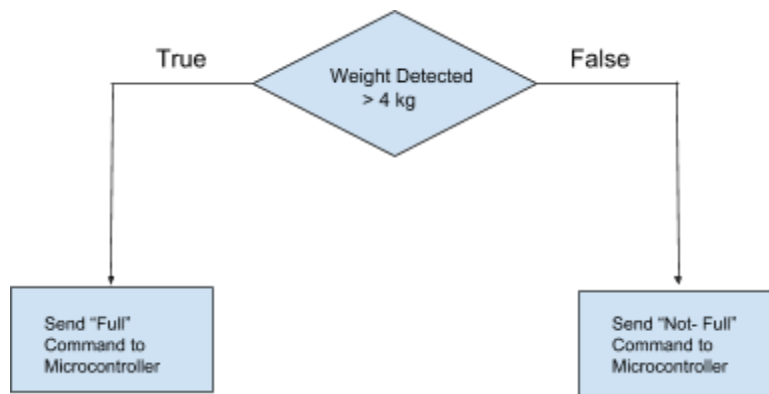 True
Weight Detected
> 4 kg
False
Send “Full”
Command to
Microcontroller
Send “Not- Full”
Command to
Microcontroller